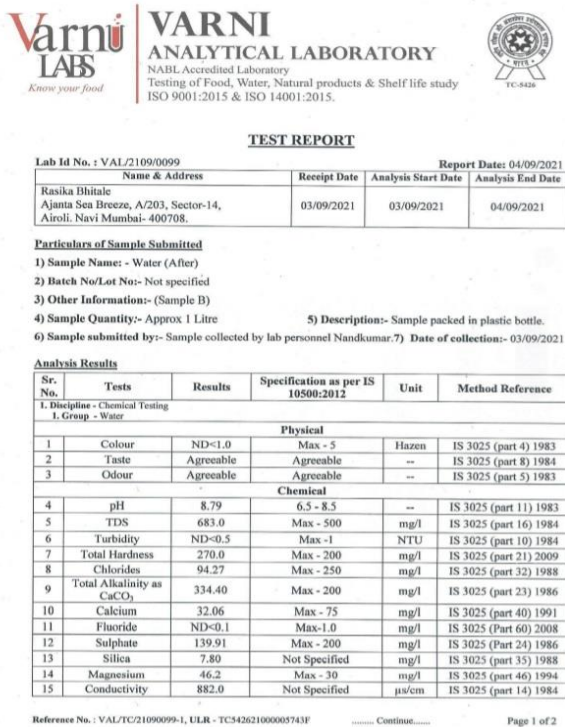 Varni
LABS
Know your food
VARNI
ANALYTICAL LABORATORY
NABL Accredited Laboratory
Testing of Food, Water, Natural products & Shelf life study
ISO 9001:2015 & ISO 14001:2015.
TC-5426
TEST REPORT
Lab Id No. : VAL/2109/0099 Report Date: 04/09/2021
Name & Address Receipt Date Analysis Start Date Analysis End Date
Rasika Bhitale
Ajanta Sea Breeze, A/203, Sector-14,
Airoli. Navi Mumbai- 400708.
03/09/2021 03/09/2021 04/09/2021
Particulars of Sample Submitted
1) Sample Name: - Water (After)
2) Batch No/Lot No:- Not specified
3) Other Information:- (Sample B)
4) Sample Quantity:- Approx 1 Litre 5) Description:- Sample packed in plastic bottle.
6) Sample submitted by:- Sample collected by lab personnel Nandkumar.7) Date of collection:- 03/09/2021
Analysis Results
Sr. No. Tests Results Specification as per IS 10500:2012 Unit Method Reference
1. Discipline - Chemical Testing
1. Group - Water
Physical
1 Colour ND<1.0 Max - 5 Hazen IS 3025 (part 4) 1983
2 Taste Agreeable Agreeable -- IS 3025 (part 8) 1984
3 Odour Agreeable Agreeable -- IS 3025 (part 5) 1983
Chemical
4 pH 8.79 6.5 - 8.5 -- IS 3025 (part 11) 1983
5 TDS 683.0 Max - 500 mg/l IS 3025 (part 16) 1984
6 Turbidity ND<0.5 Max -1 NTU IS 3025 (part 10) 1984
7 Total Hardness 270.0 Max - 200 mg/l IS 3025 (part 21) 2009
8 Chlorides 94.27 Max - 250 mg/l IS 3025 (part 32) 1988
9 Total Alkalinity as CaCO₃ 334.40 Max - 200 mg/l IS 3025 (part 23) 1986
10 Calcium 32.06 Max - 75 mg/l IS 3025 (part 40) 1991
11 Fluoride ND<0.1 Max-1.0 mg/l IS 3025 (Part 60) 2008
12 Sulphate 139.91 Max - 200 mg/l IS 3025 (Part 24) 1986
13 Silica 7.80 Not Specified mg/l IS 3025 (part 35) 1988
14 Magnesium 46.2 Max - 30 mg/l IS 3025 (part 46) 1994
15 Conductivity 882.0 Not Specified µs/cm IS 3025 (part 14) 1984
Reference No. : VAL/TC/21090099-1, ULR - TC542621000005743F ......... Continue....... Page 1 of 2